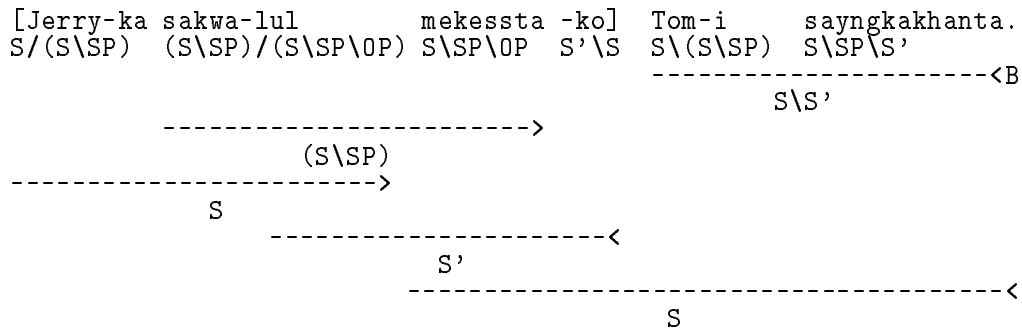 [Jerry-ka sakwa-lul mekessta -ko] Tom-i sayngkakhanta.
S/(S\SP) (S\SP)/(S\SP\OP) S\SP\OP S'\S S\(S\SP) S\SP\S'
----------------------<B
S\S'
------------------------>
(S\SP)
------------------------>
S
----------------------<
S'
---------------------------------------<
S